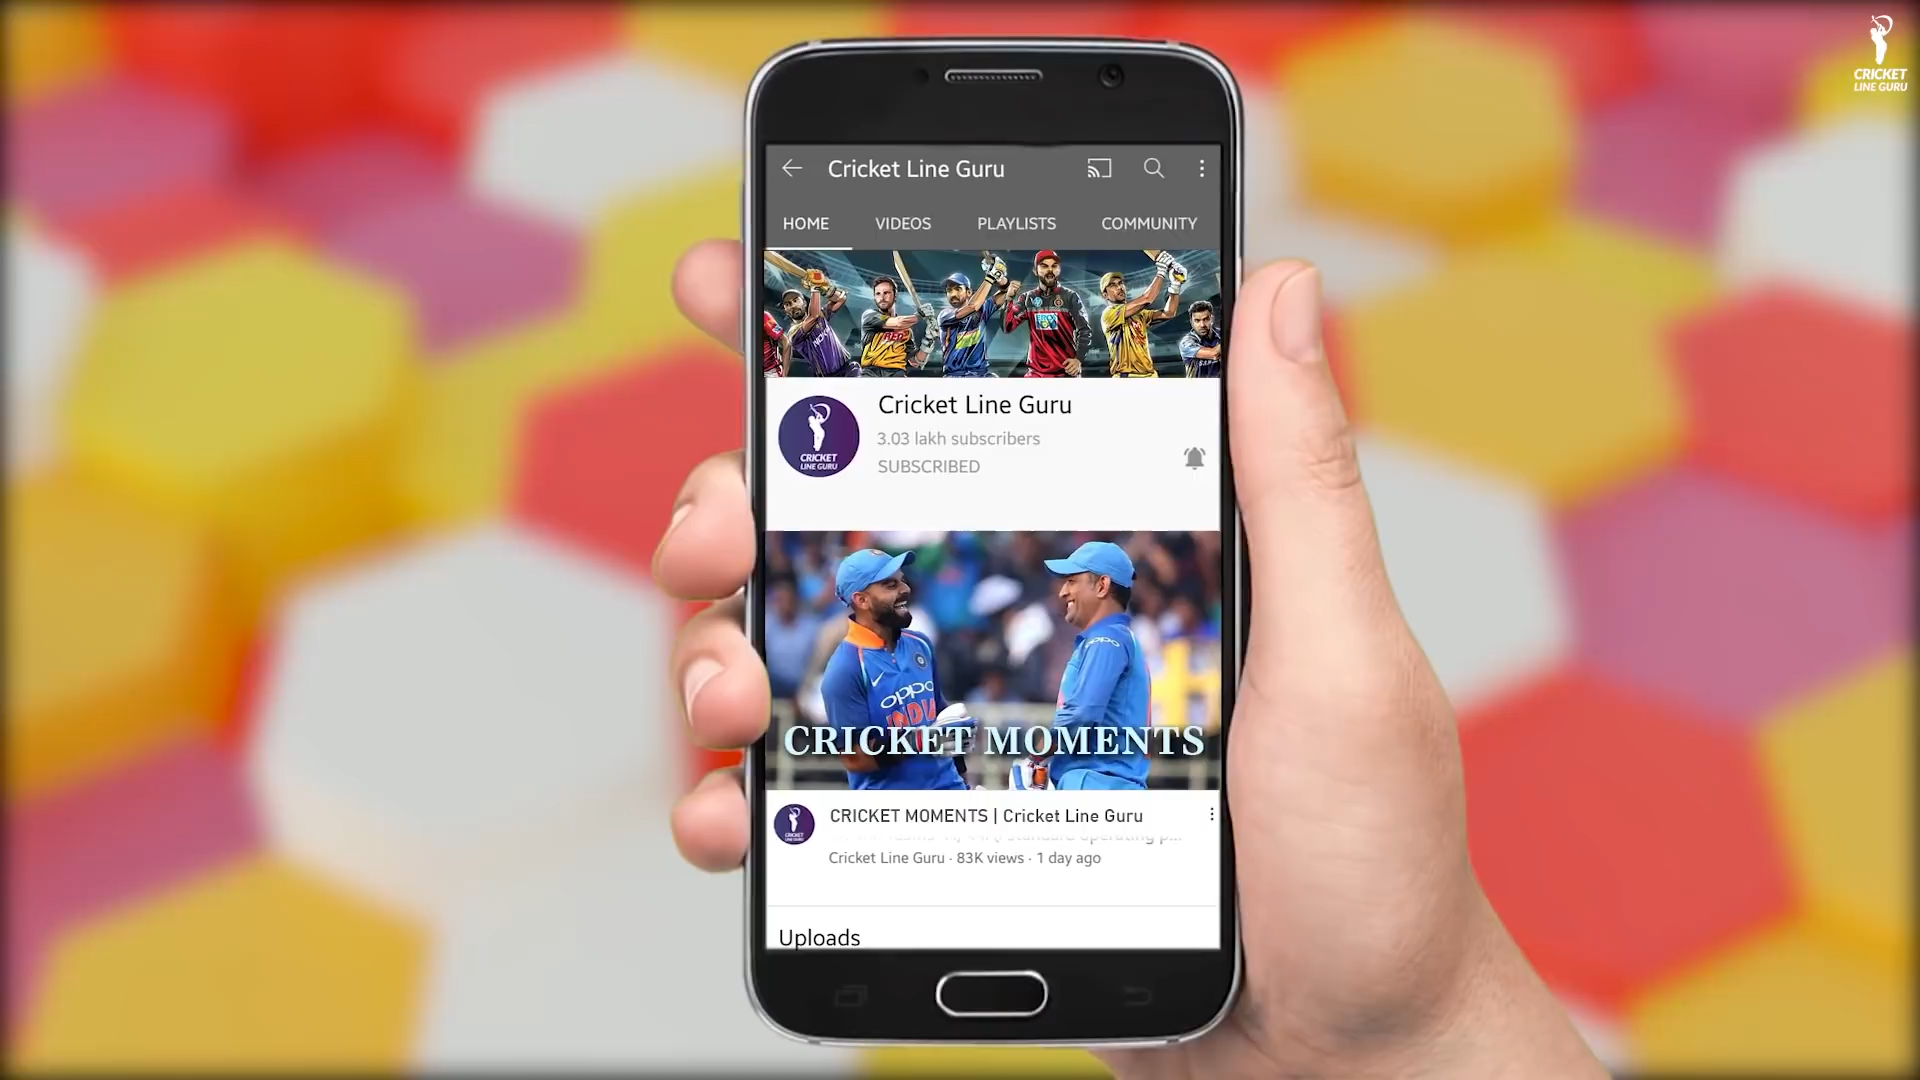 CRICKET
LINE GURU
Cricket Line Guru
HOME VIDEOS PLAYLISTS COMMUNITY
Cricket Line Guru
3.03 lakh subscribers
SUBSCRIBED
CRICKET
LINE GURU
oppo
INDIA
oppo
CRICKET MOMENTS
CRICKET MOMENTS | Cricket Line Guru
Cricket Line Guru · 83K views · 1 day ago
Uploads